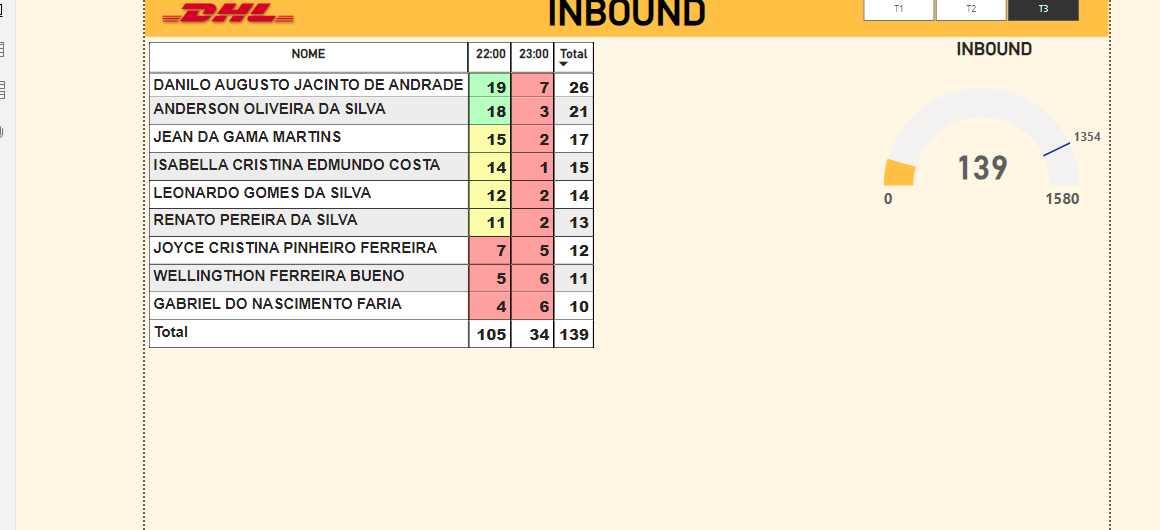 DHL
INBOUND
T1 T2 T3
NOME 22:00 23:00 Total
DANILO AUGUSTO JACINTO DE ANDRADE 19 7 26
ANDERSON OLIVEIRA DA SILVA 18 3 21
JEAN DA GAMA MARTINS 15 2 17
ISABELLA CRISTINA EDMUNDO COSTA 14 1 15
LEONARDO GOMES DA SILVA 12 2 14
RENATO PEREIRA DA SILVA 11 2 13
JOYCE CRISTINA PINHEIRO FERREIRA 7 5 12
WELLINGTHON FERREIRA BUENO 5 6 11
GABRIEL DO NASCIMENTO FARIA 4 6 10
Total 105 34 139
INBOUND
1354
139
0 1580